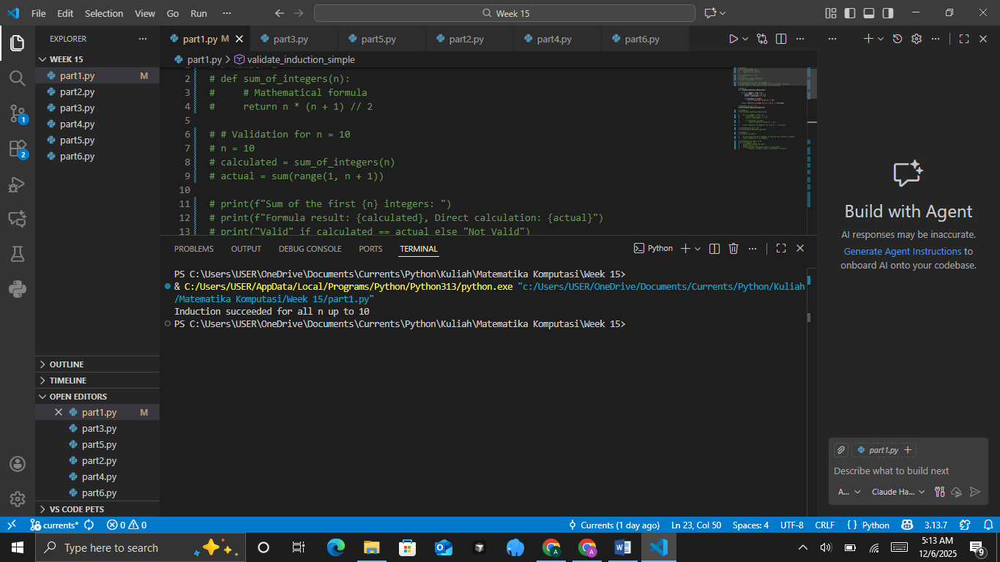 File Edit Selection View Go Run ···
Week 15
EXPLORER ···
WEEK 15
part1.py M
part2.py
part3.py
part4.py
part5.py
part6.py
1
2
OUTLINE
TIMELINE
OPEN EDITORS
part1.py M
part3.py
part5.py
part2.py
part4.py
part6.py
VS CODE PETS
part1.py M part3.py part5.py part2.py part4.py part6.py
part1.py > validate_induction_simple
2 # def sum_of_integers(n):
3 #     # Mathematical formula
4 #     return n * (n + 1) // 2
5
6 # # Validation for n = 10
7 # n = 10
8 # calculated = sum_of_integers(n)
9 # actual = sum(range(1, n + 1))
10
11 # print(f"Sum of the first {n} integers: ")
12 # print(f"Formula result: {calculated}, Direct calculation: {actual}")
13 # print("Valid" if calculated == actual else "Not Valid")
PROBLEMS OUTPUT DEBUG CONSOLE PORTS TERMINAL
Python
PS C:\Users\USER\OneDrive\Documents\Currents\Python\Kuliah\Matematika Komputasi\Week 15>
& C:/Users/USER/AppData/Local/Programs/Python/Python313/python.exe "c:/Users/USER/OneDrive/Documents/Currents/Python/Kuliah
/Matematika Komputasi/Week 15/part1.py"
Induction succeeded for all n up to 10
PS C:\Users\USER\OneDrive\Documents\Currents\Python\Kuliah\Matematika Komputasi\Week 15>
Build with Agent
AI responses may be inaccurate.
Generate Agent Instructions to
onboard AI onto your codebase.
part1.py +
Describe what to build next
A... Claude Ha...
currents* 0 0 Currents (1 day ago) Ln 23, Col 50 Spaces: 4 UTF-8 CRLF { } Python 3.13.7
Type here to search
5:13 AM
12/6/2025
9